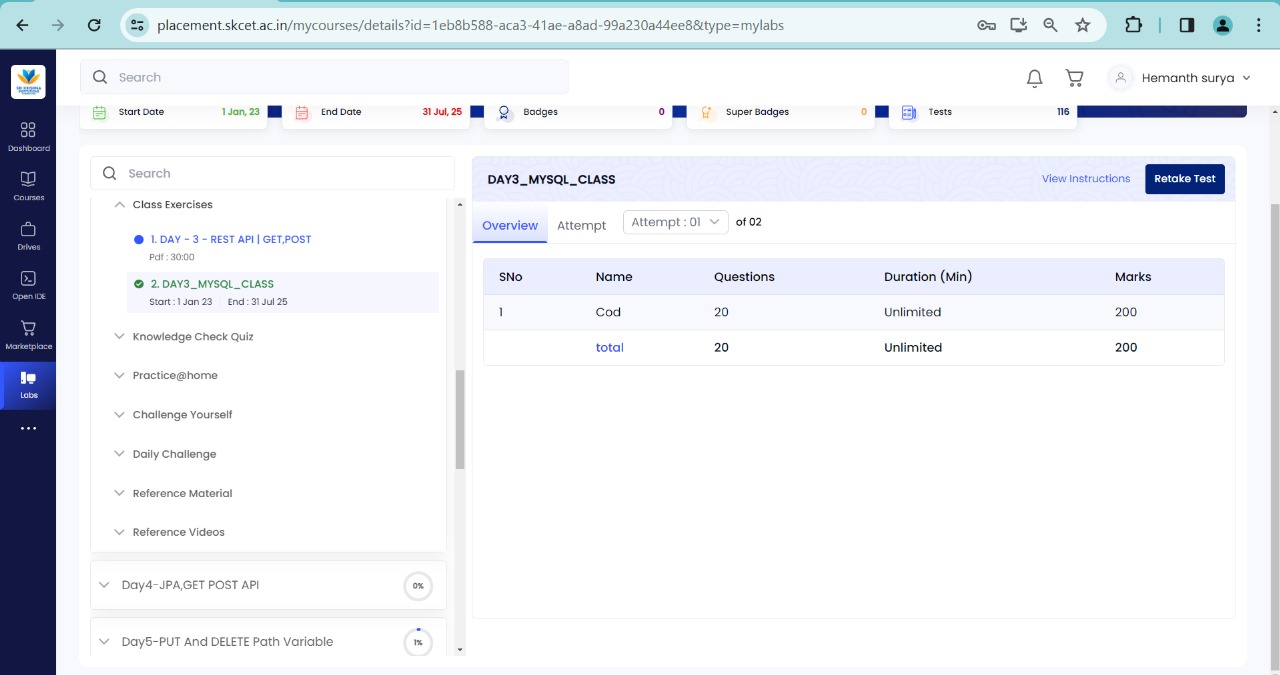 placement.skcet.ac.in/mycourses/details?id=1eb8b588-aca3-41ae-a8ad-99a230a44ee8&type=mylabs
Search
Hemanth surya
Start Date 1 Jan, 23
End Date 31 Jul, 25
Badges 0
Super Badges 0
Tests 116
Dashboard
Courses
Drives
Open IDE
Marketplace
Labs
Search
Class Exercises
1. DAY - 3 - REST API | GET,POST
Pdf : 30:00
2. DAY3_MYSQL_CLASS
Start : 1 Jan 23 End : 31 Jul 25
Knowledge Check Quiz
Practice@home
Challenge Yourself
Daily Challenge
Reference Material
Reference Videos
Day4-JPA,GET POST API 0%
Day5-PUT And DELETE Path Variable 1%
DAY3_MYSQL_CLASS View Instructions Retake Test
Overview Attempt Attempt : 01 of 02
SNo Name Questions Duration (Min) Marks
1 Cod 20 Unlimited 200
total 20 Unlimited 200